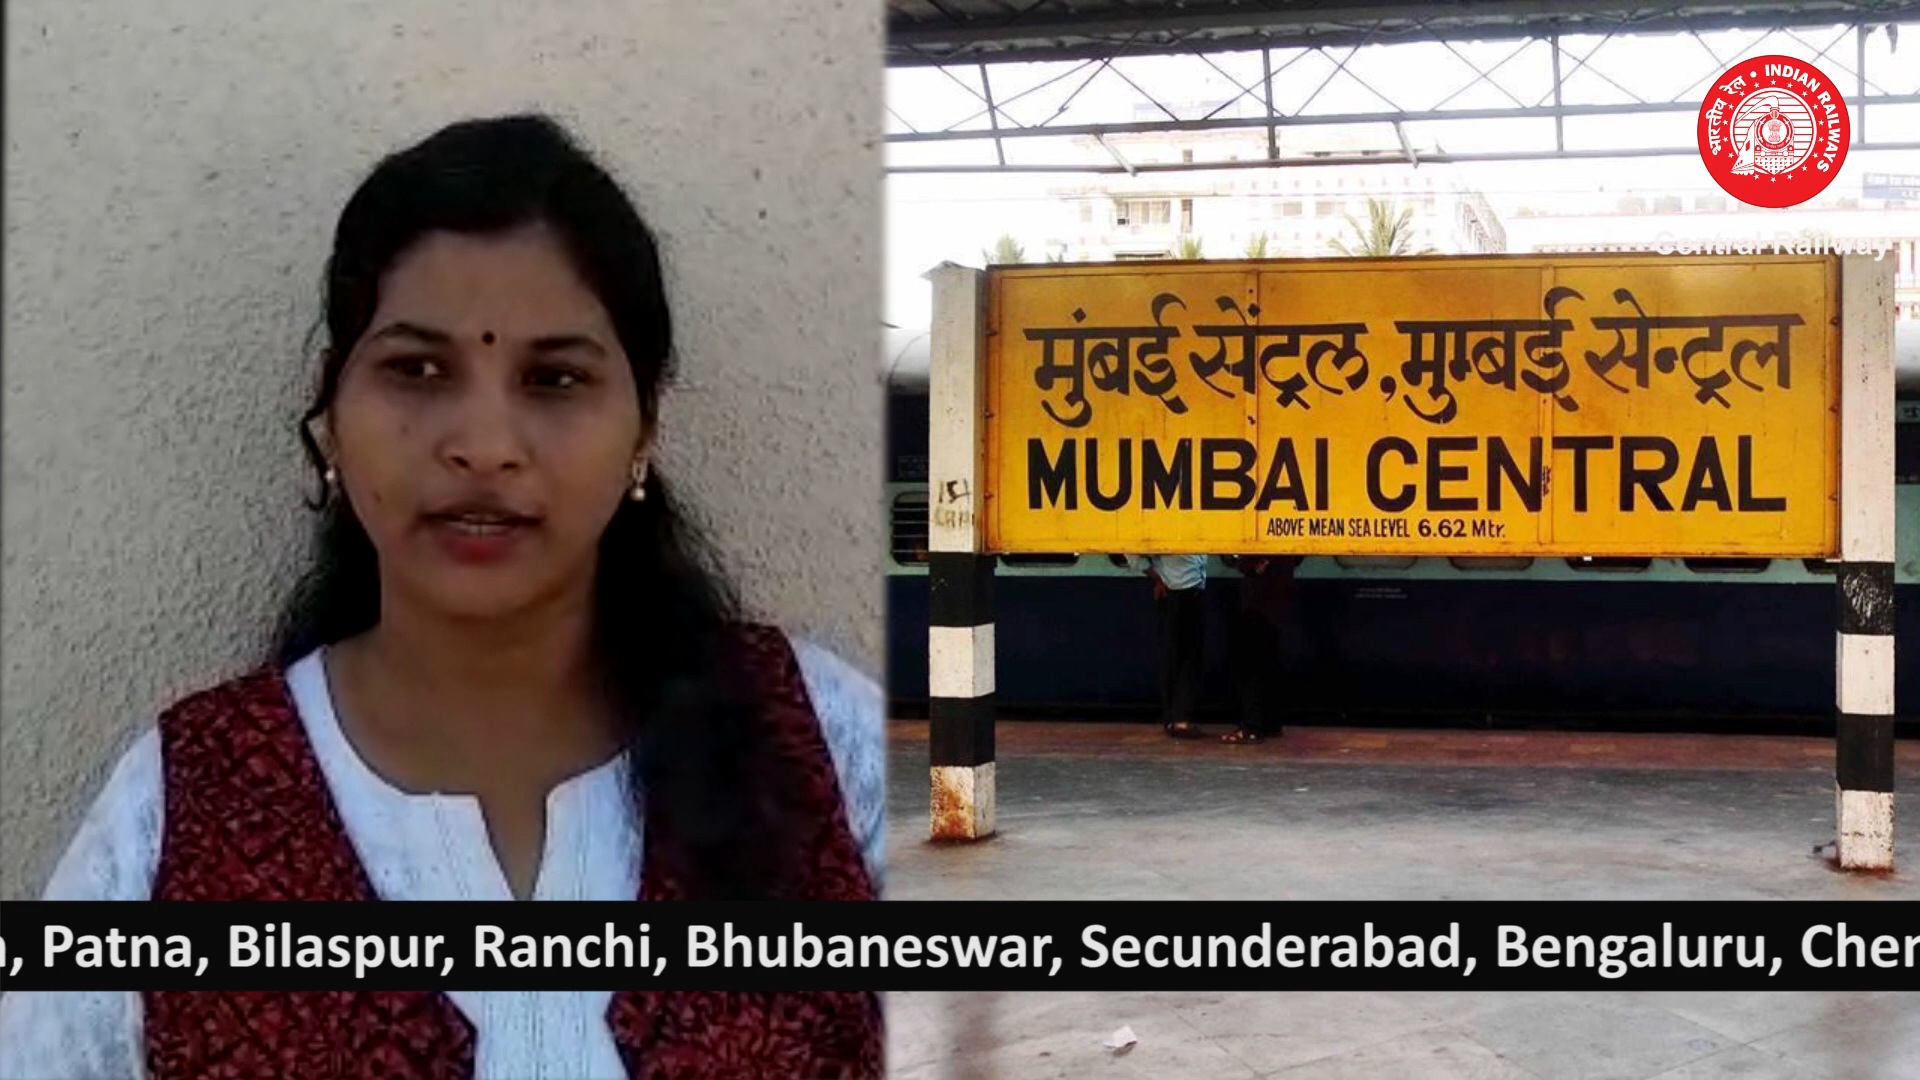 भारतीय रेल • INDIAN RAILWAYS
Central Railway
मुंबई सेंट्रल, मुम्बई सेन्ट्रल
MUMBAI CENTRAL
ABOVE MEAN SEA LEVEL 6.62 Mtr.
, Patna, Bilaspur, Ranchi, Bhubaneswar, Secunderabad, Bengaluru,